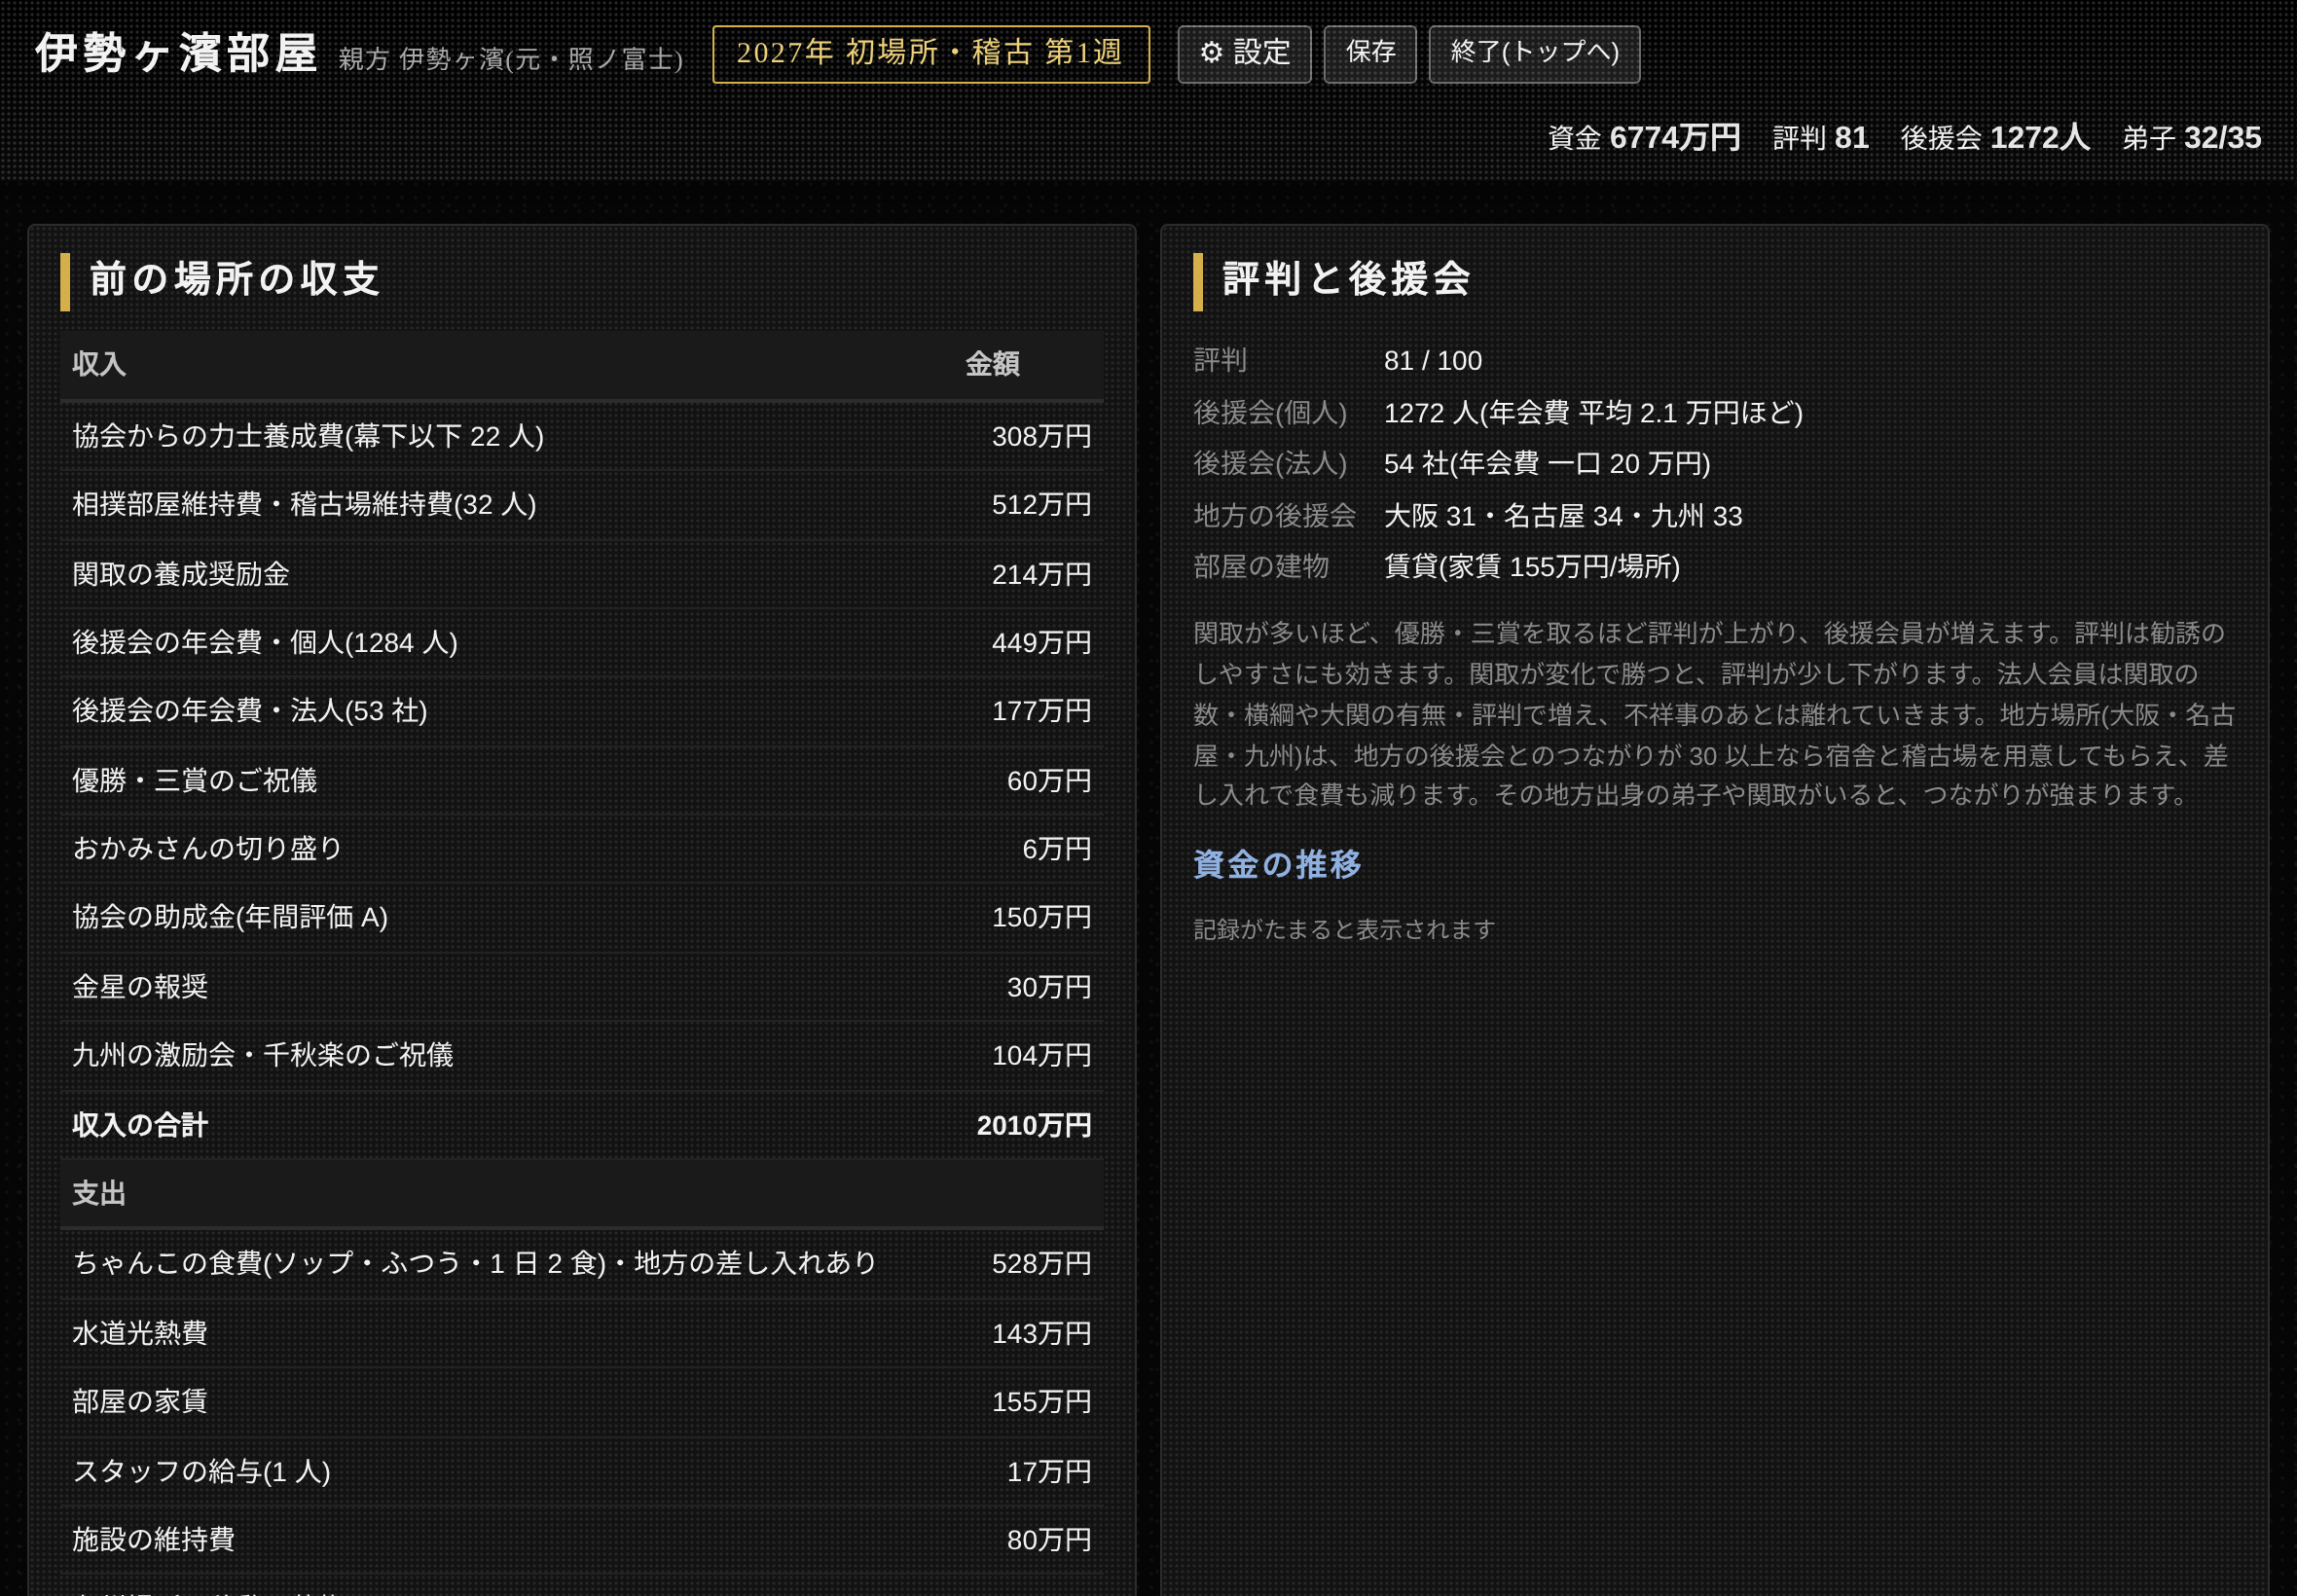 伊勢ヶ濱部屋 親方 伊勢ヶ濱(元・照ノ富士) 2027年 初場所・稽古 第1週 ⚙ 設定 保存 終了(トップへ)
資金 6774万円 評判 81 後援会 1272人 弟子 32/35
前の場所の収支
収入 金額
協会からの力士養成費(幕下以下 22 人) 308万円
相撲部屋維持費・稽古場維持費(32 人) 512万円
関取の養成奨励金 214万円
後援会の年会費・個人(1284 人) 449万円
後援会の年会費・法人(53 社) 177万円
優勝・三賞のご祝儀 60万円
おかみさんの切り盛り 6万円
協会の助成金(年間評価 A) 150万円
金星の報奨 30万円
九州の激励会・千秋楽のご祝儀 104万円
収入の合計 2010万円
支出
ちゃんこの食費(ソップ・ふつう・1 日 2 食)・地方の差し入れあり 528万円
水道光熱費 143万円
部屋の家賃 155万円
スタッフの給与(1 人) 17万円
施設の維持費 80万円
評判と後援会
評判 81 / 100
後援会(個人) 1272 人(年会費 平均 2.1 万円ほど)
後援会(法人) 54 社(年会費 一口 20 万円)
地方の後援会 大阪 31・名古屋 34・九州 33
部屋の建物 賃貸(家賃 155万円/場所)
関取が多いほど、優勝・三賞を取るほど評判が上がり、後援会員が増えます。評判は勧誘の
しやすさにも効きます。関取が変化で勝つと、評判が少し下がります。法人会員は関取の
数・横綱や大関の有無・評判で増え、不祥事のあとは離れていきます。地方場所(大阪・名古
屋・九州)は、地方の後援会とのつながりが 30 以上なら宿舎と稽古場を用意してもらえ、差
し入れで食費も減ります。その地方出身の弟子や関取がいると、つながりが強まります。
資金の推移
記録がたまると表示されます